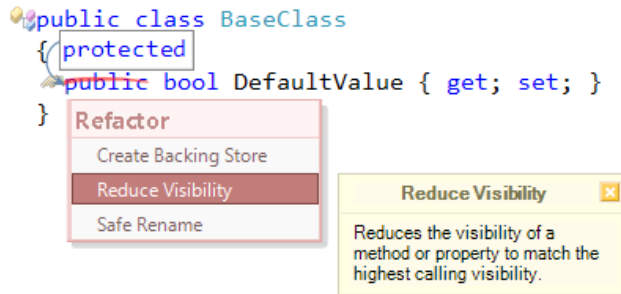 public class BaseClass
{ protected
public bool DefaultValue { get; set; }
}
Refactor
Create Backing Store
Reduce Visibility
Safe Rename
Reduce Visibility
Reduces the visibility of a
method or property to match the
highest calling visibility.